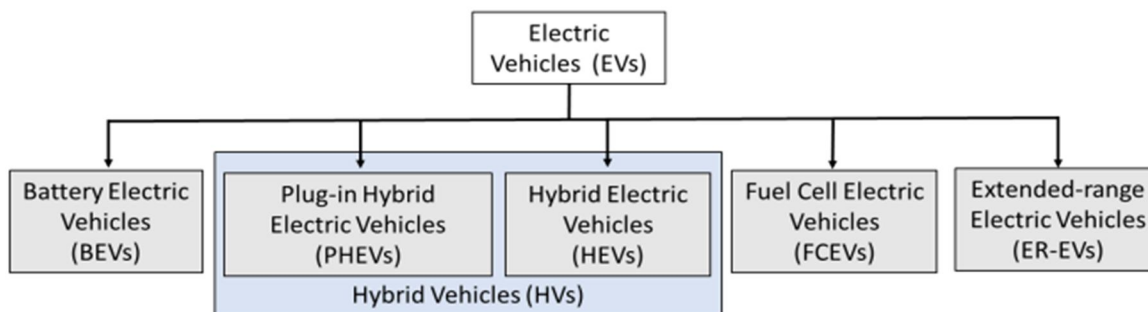 Electric
Vehicles (EVs)
Battery Electric
Vehicles
(BEVs)
Plug-in Hybrid
Electric Vehicles
(PHEVs)
Hybrid Electric
Vehicles
(HEVs)
Fuel Cell Electric
Vehicles
(FCEVs)
Extended-range
Electric Vehicles
(ER-EVs)
Hybrid Vehicles (HVs)